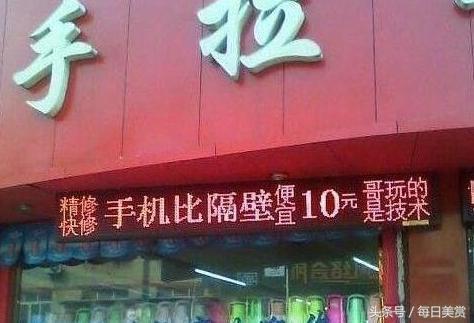 手拉
精修快修 手机比隔壁便宜10元 哥玩的是技术
头条号 / 每日美赏